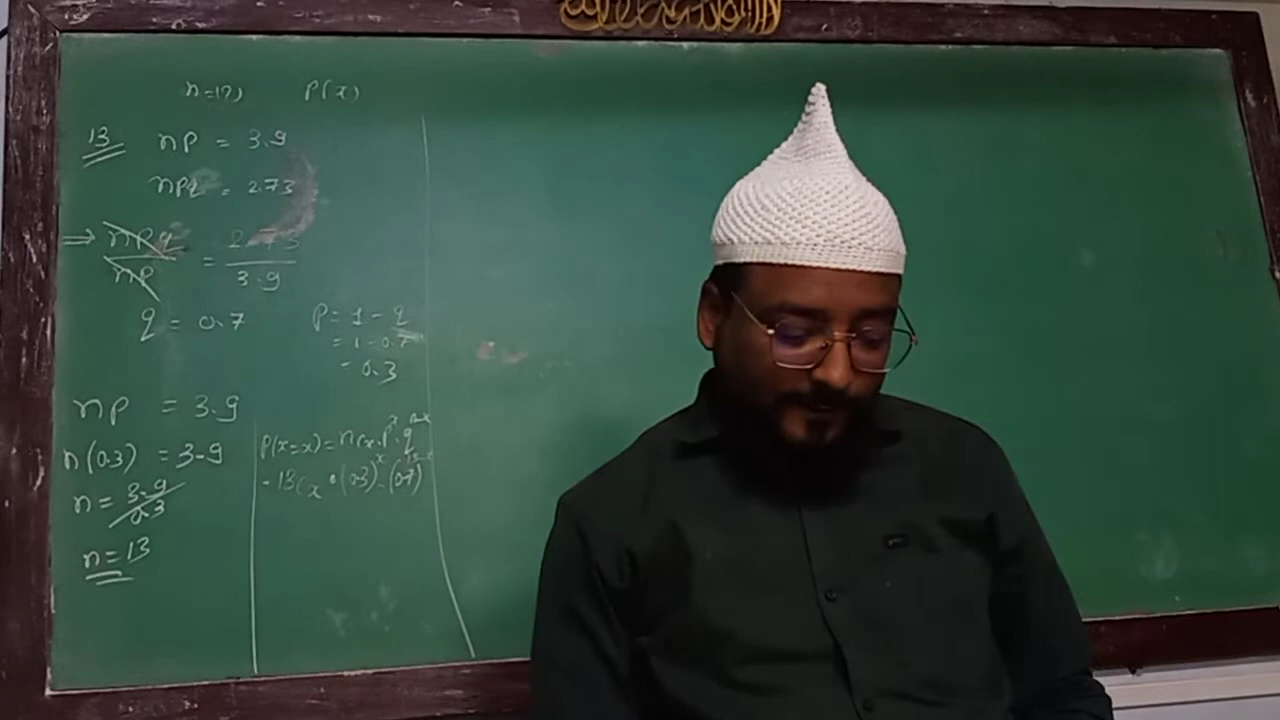 n=(?) P(x)
13 np = 3.9
npq = 2.73
⇒ npq/np = 2.73/3.9
q = 0.7
p = 1 - q
= 1 - 0.7
= 0.3
np = 3.9
n(0.3) = 3.9
n = 3.9/0.3
n = 13
P(X=x) = nCx · p^x · q^n-x
= 13Cx · (0.3)^x · (0.7)^13-x